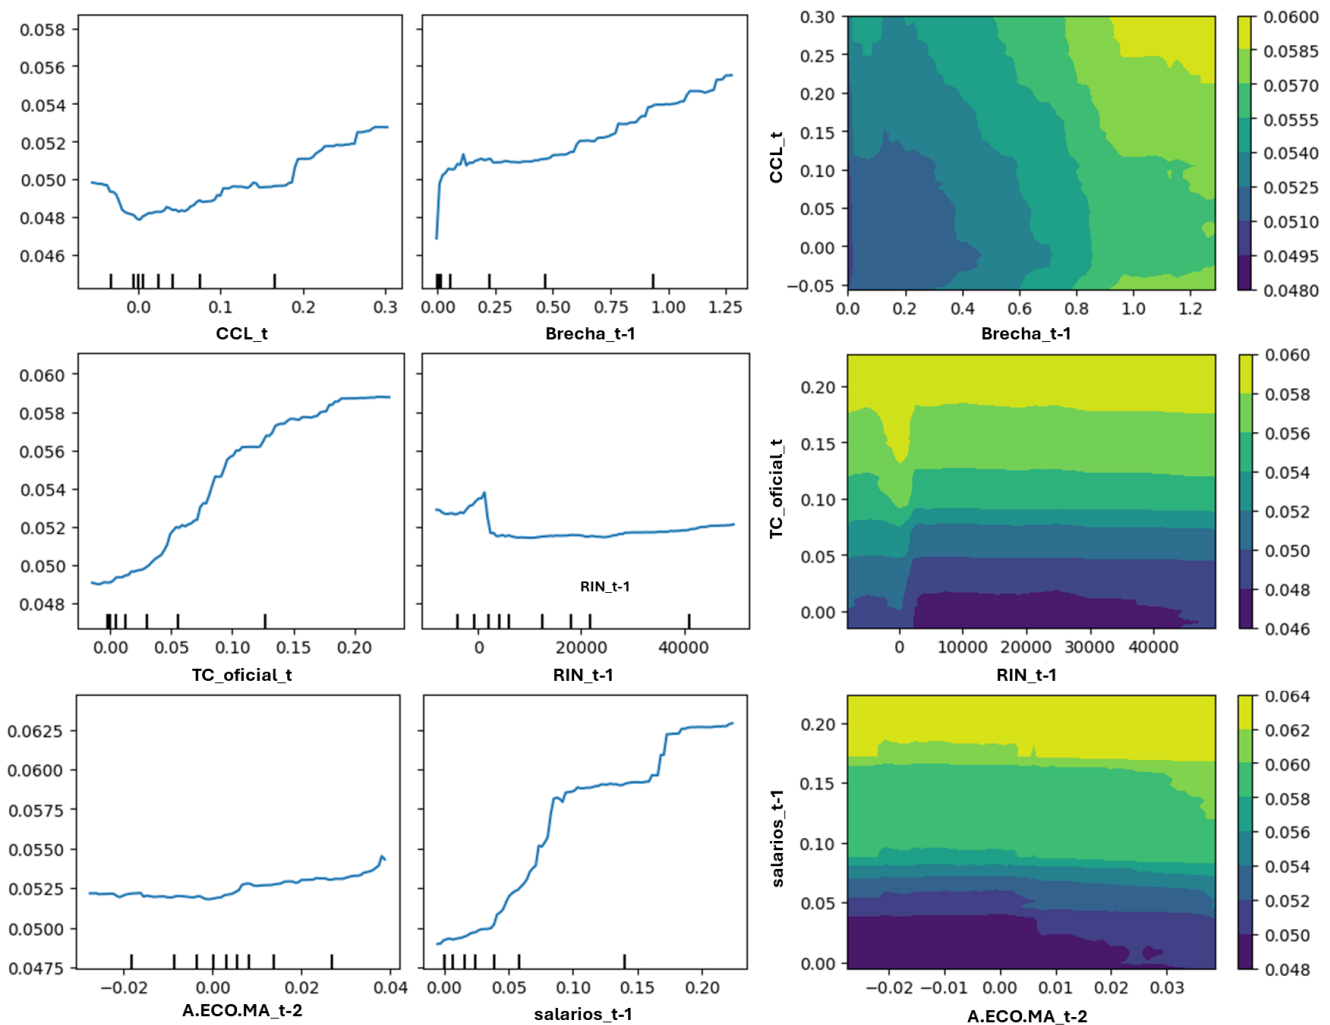 0.058
0.056
0.054
0.052
0.050
0.048
0.046
0.0 0.1 0.2 0.3
CCL_t
0.00 0.25 0.50 0.75 1.00 1.25
Brecha_t-1
0.30
0.25
0.20
0.15
0.10
0.05
0.00
−0.05
CCL_t
0.0 0.2 0.4 0.6 0.8 1.0 1.2
Brecha_t-1
0.0600
0.0585
0.0570
0.0555
0.0540
0.0525
0.0510
0.0495
0.0480
0.060
0.058
0.056
0.054
0.052
0.050
0.048
0.00 0.05 0.10 0.15 0.20
TC_oficial_t
RIN_t-1
0 20000 40000
RIN_t-1
0.20
0.15
0.10
0.05
0.00
TC_oficial_t
0 10000 20000 30000 40000
RIN_t-1
0.060
0.058
0.056
0.054
0.052
0.050
0.048
0.046
0.0625
0.0600
0.0575
0.0550
0.0525
0.0500
0.0475
−0.02 0.00 0.02 0.04
A.ECO.MA_t-2
0.00 0.05 0.10 0.15 0.20
salarios_t-1
0.20
0.15
0.10
0.05
0.00
salarios_t-1
−0.02 −0.01 0.00 0.01 0.02 0.03
A.ECO.MA_t-2
0.064
0.062
0.060
0.058
0.056
0.054
0.052
0.050
0.048